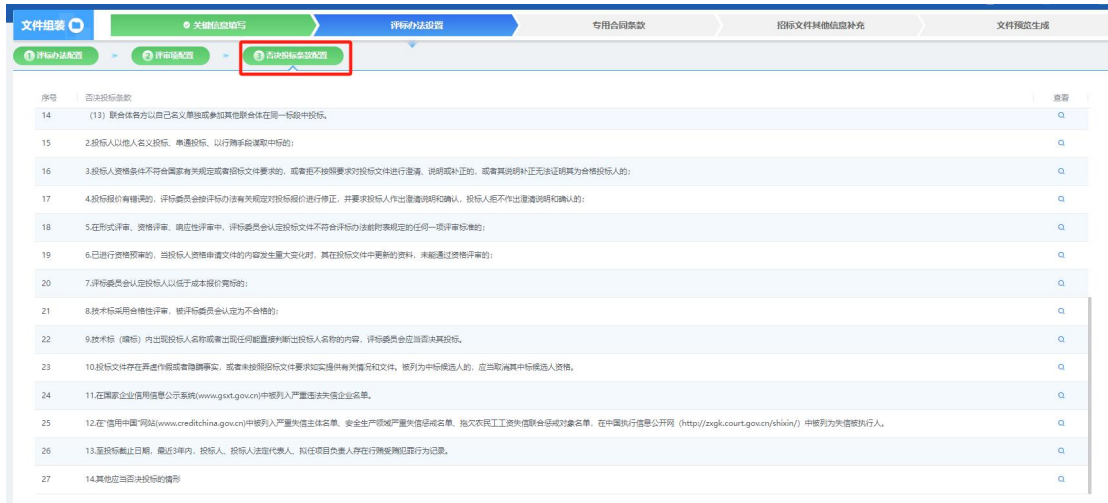 文件组装
关键信息填写
评标办法设置
专用合同条款
招标文件其他信息补充
文件预览生成
1 评标办法配置
2 评审项配置
3 否决投标条款配置
序号 否决投标条款 查看
14 （13）联合体各方以自己名义单独或参加其他联合体在同一标段中投标。
15 2.投标人以他人名义投标、串通投标、以行贿手段谋取中标的;
16 3.投标人资格条件不符合国家有关规定或者招标文件要求的，或者拒不按照要求对投标文件进行澄清、说明或补正的，或者其说明补正无法证明其为合格投标人的;
17 4.投标报价有错误的，评标委员会按评标办法有关规定对投标报价进行修正，并要求投标人作出澄清说明和确认，投标人拒不作出澄清说明和确认的;
18 5.在形式评审、资格评审、响应性评审中，评标委员会认定投标文件不符合评标办法前附表规定的任何一项评审标准的;
19 6.已进行资格预审的，当投标人资格申请文件的内容发生重大变化时，其在投标文件中更新的资料，未能通过资格评审的;
20 7.评标委员会认定投标人以低于成本报价竞标的;
21 8.技术标采用合格性评审，被评标委员会认定为不合格的;
22 9.技术标（暗标）内出现投标人名称或者出现任何能直接判断出投标人名称的内容，评标委员会应当否决其投标。
23 10.投标文件存在弄虚作假或者隐瞒事实，或者未按照招标文件要求如实提供有关情况和文件。被列为中标候选人的，应当取消其中标候选人资格。
24 11.在国家企业信用信息公示系统(www.gsxt.gov.cn)中被列入严重违法失信企业名单。
25 12.在"信用中国"网站(www.creditchina.gov.cn)中被列入严重失信主体名单、安全生产领域严重失信惩戒名单、拖欠农民工工资失信联合惩戒对象名单，在中国执行信息公开网（http://zxgk.court.gov.cn/shixin/）中被列为失信被执行人。
26 13.至投标截止日期，最近3年内，投标人、投标人法定代表人、拟任项目负责人存在行贿受贿犯罪行为记录。
27 14.其他应当否决投标的情形